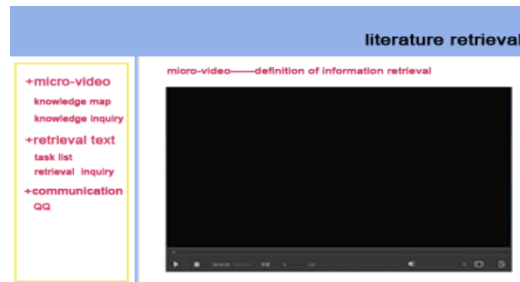 literature retrieval
+micro-video
knowledge map
knowledge inquiry
+retrieval text
task list
retrieval inquiry
+communication
QQ
micro-video——definition of information retrieval